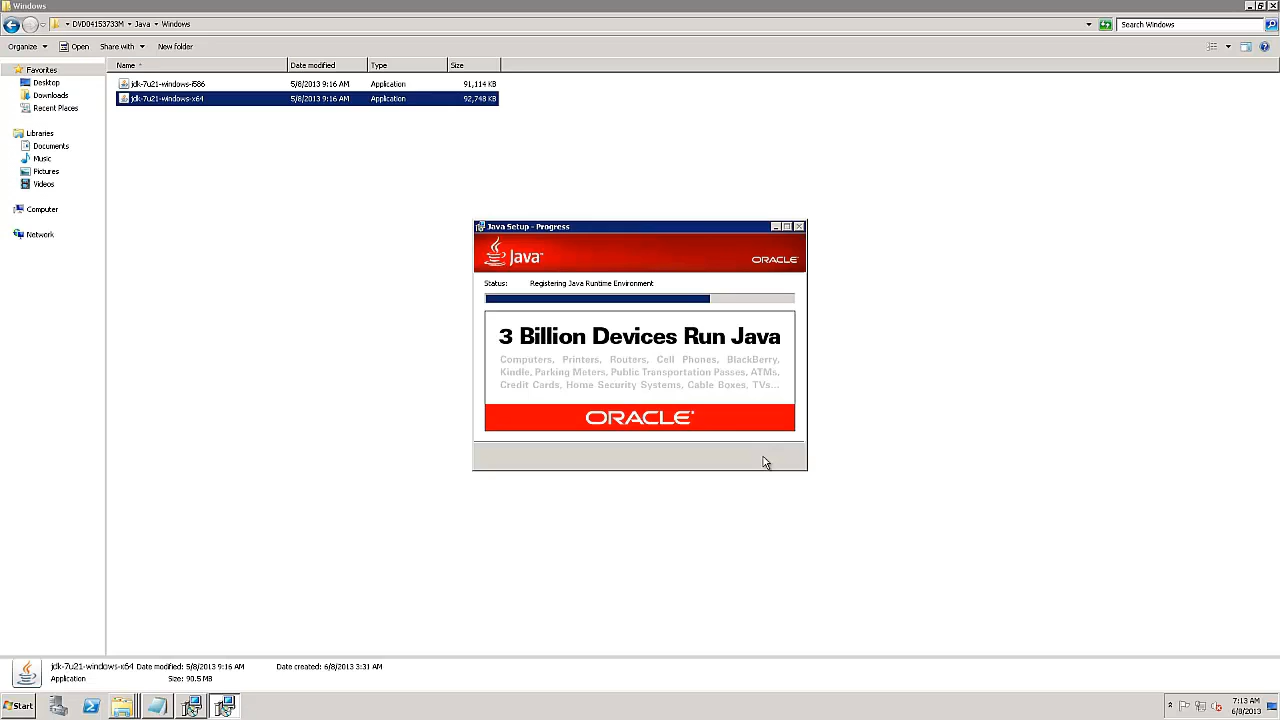 Windows
DVD04153733M
Java
Windows
Search Windows
Organize
Open
Share with
New folder
Name
Date modified
Type
Size
Favorites
Desktop
Downloads
Recent Places
Libraries
Documents
Music
Pictures
Videos
Computer
Network
jdk-7u21-windows-i586 5/8/2013 9:16 AM Application 91,114 KB
jdk-7u21-windows-x64 5/8/2013 9:16 AM Application 92,748 KB
Java Setup - Progress
Java™
ORACLE
Status: Registering Java Runtime Environment
3 Billion Devices Run Java
Computers, Printers, Routers, Cell Phones, BlackBerry,
Kindle, Parking Meters, Public Transportation Passes, ATMs,
Credit Cards, Home Security Systems, Cable Boxes, TVs...
ORACLE®
jdk-7u21-windows-x64 Date modified: 5/8/2013 9:16 AM Date created: 6/8/2013 3:31 AM
Application Size: 90.5 MB
Start
7:13 AM
6/8/2013